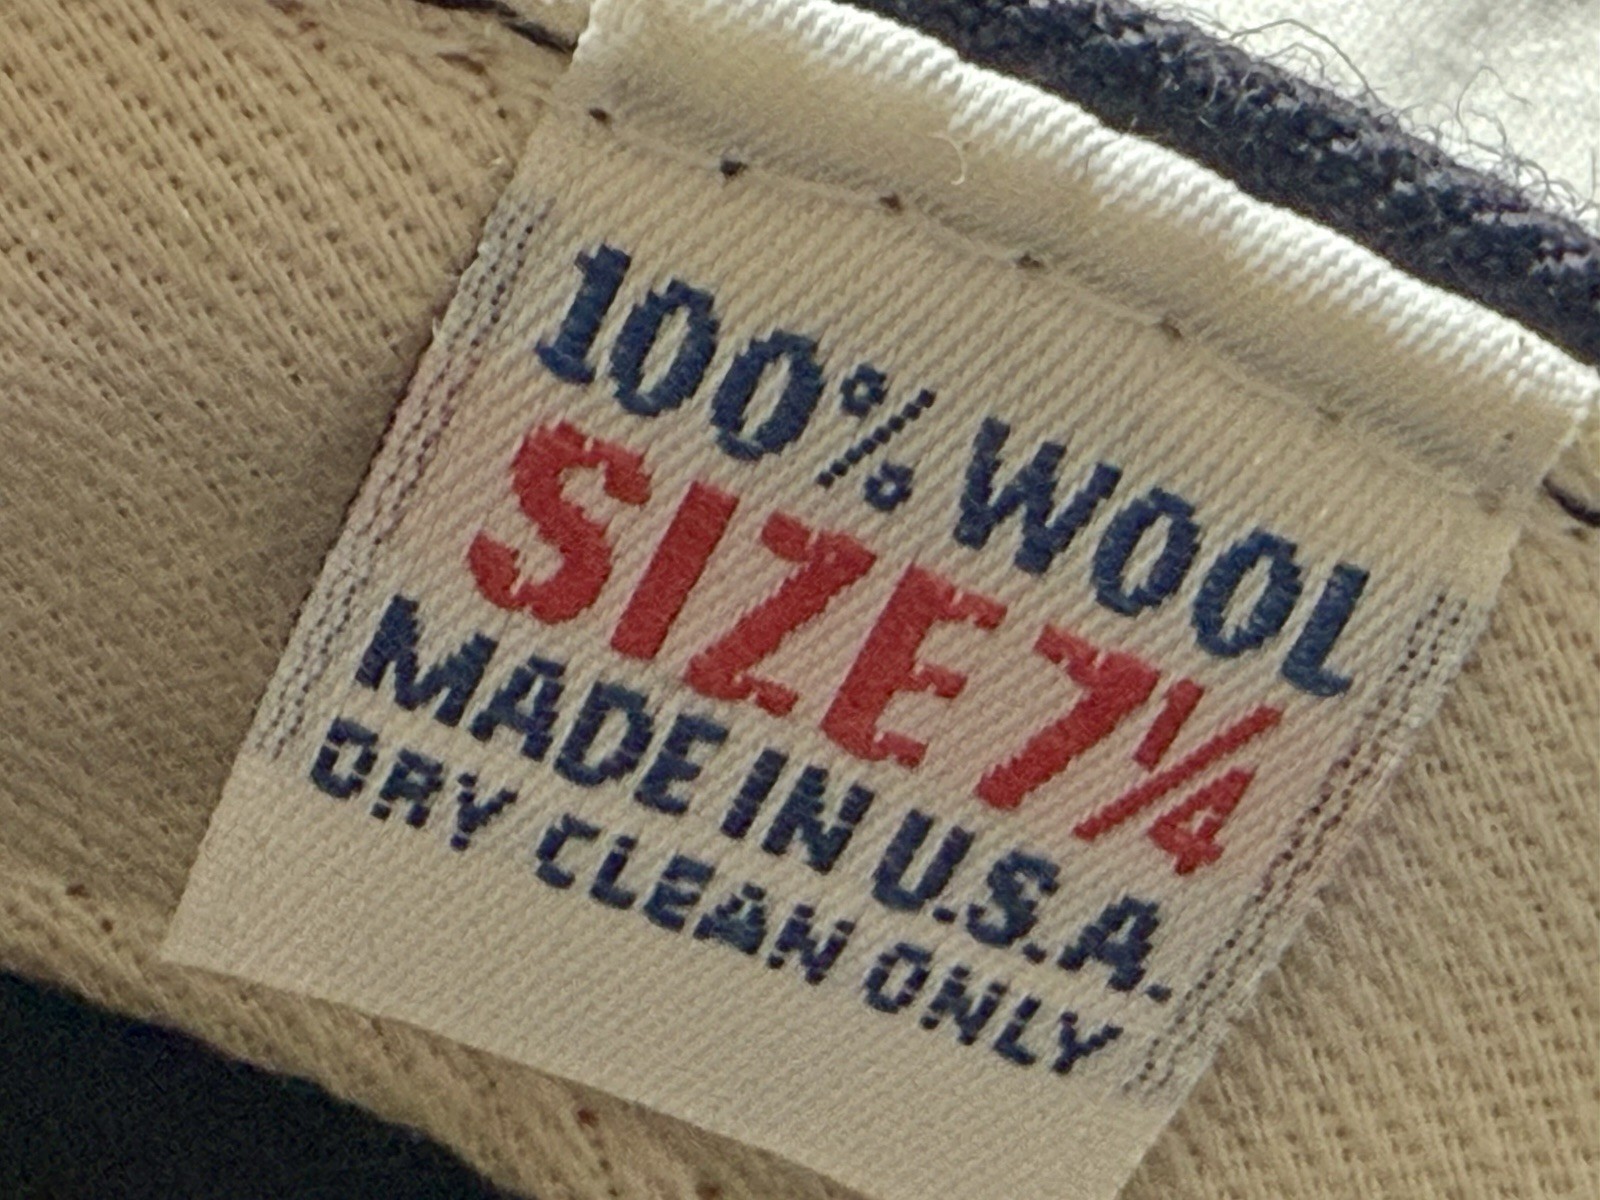 100% WOOL
SIZE 7¼
MADE IN U.S.A.
DRY CLEAN ONLY